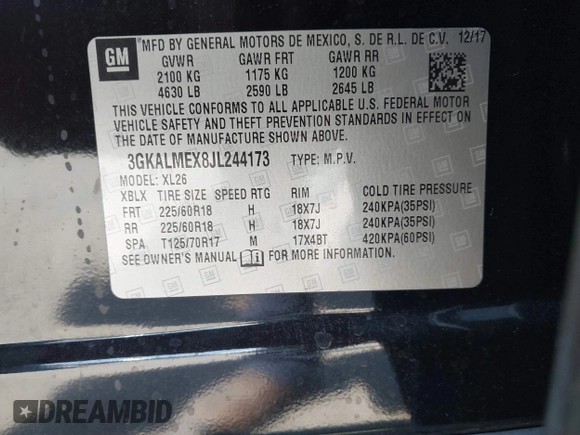 GM MFD BY GENERAL MOTORS DE MEXICO, S. DE R.L. DE C.V. 12/17
GVWR GAWR FRT GAWR RR
2100 KG 1175 KG 1200 KG
4630 LB 2590 LB 2645 LB
THIS VEHICLE CONFORMS TO ALL APPLICABLE U.S. FEDERAL MOTOR
VEHICLE SAFETY AND THEFT PREVENTION STANDARDS IN EFFECT ON THE
DATE OF MANUFACTURE SHOWN ABOVE.
3GKALMEX8JL244173 TYPE: M.P.V.
MODEL: XL26
XBLX TIRE SIZE SPEED RTG RIM COLD TIRE PRESSURE
FRT 225/60R18 H 18X7J 240KPA(35PSI)
RR 225/60R18 H 18X7J 240KPA(35PSI)
SPA T125/70R17 M 17X4BT 420KPA(60PSI)
SEE OWNER'S MANUAL FOR MORE INFORMATION
DREAMBID